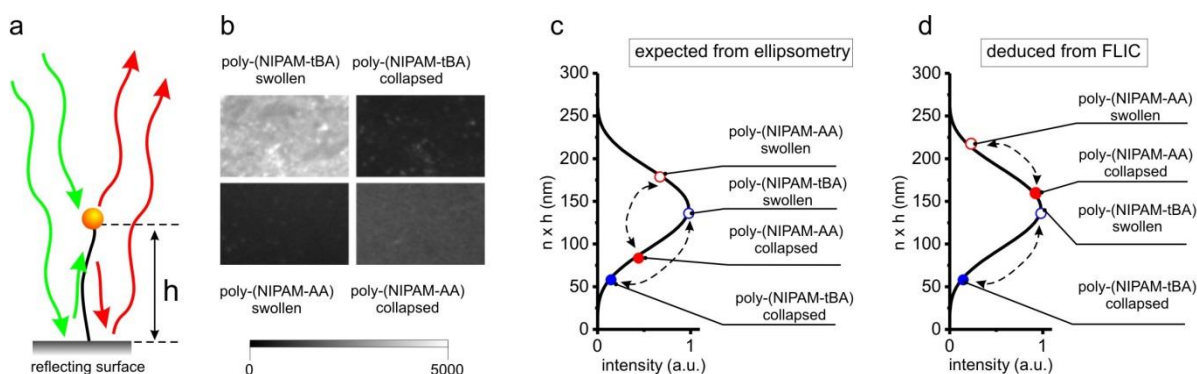 a
h
reflecting surface
b
poly-(NIPAM-tBA)
swollen
poly-(NIPAM-tBA)
collapsed
poly-(NIPAM-AA)
swollen
poly-(NIPAM-AA)
collapsed
0
5000
c
expected from ellipsometry
300
250
200
150
100
50
0
n x h (nm)
0
1
intensity (a.u.)
poly-(NIPAM-AA)
swollen
poly-(NIPAM-tBA)
swollen
poly-(NIPAM-AA)
collapsed
poly-(NIPAM-tBA)
collapsed
d
deduced from FLIC
300
250
200
150
100
50
0
n x h (nm)
0
1
intensity (a.u.)
poly-(NIPAM-AA)
swollen
poly-(NIPAM-AA)
collapsed
poly-(NIPAM-tBA)
swollen
poly-(NIPAM-tBA)
collapsed